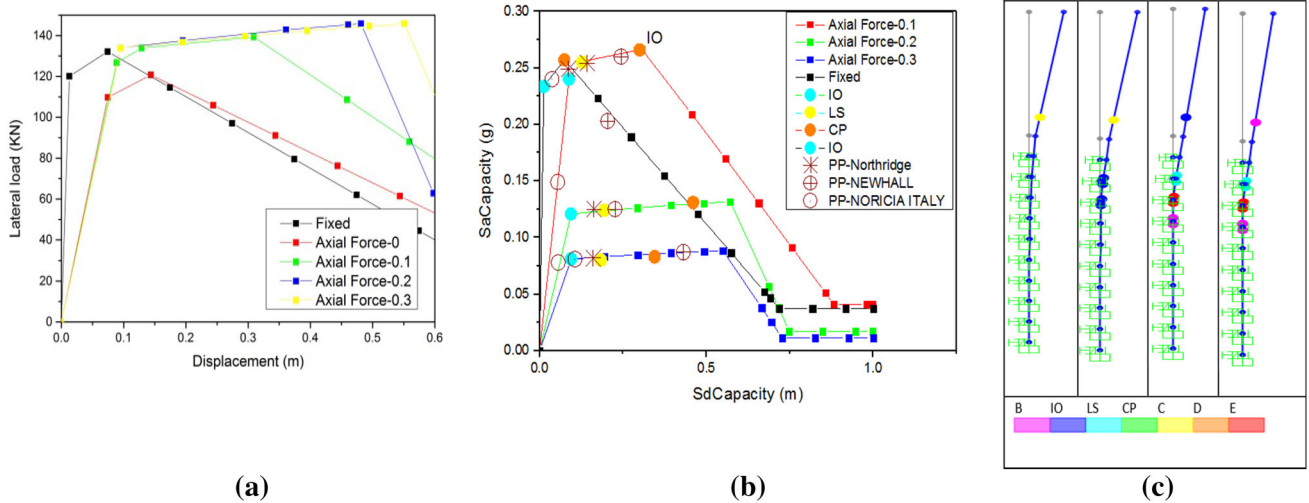 140
120
100
80
60
40
20
0
Lateral load (KN)
0.0
0.1
0.2
0.3
0.4
0.5
0.6
Displacement (m)
Fixed
Axial Force-0
Axial Force-0.1
Axial Force-0.2
Axial Force-0.3
(a)
0.30
0.25
0.20
0.15
0.10
0.05
0.00
SaCapacity (g)
0.0
0.5
1.0
SdCapacity (m)
IO
Axial Force-0.1
Axial Force-0.2
Axial Force-0.3
Fixed
IO
LS
CP
IO
PP-Northridge
PP-NEWHALL
PP-NORICIA ITALY
(b)
B IO LS CP C D E
(c)